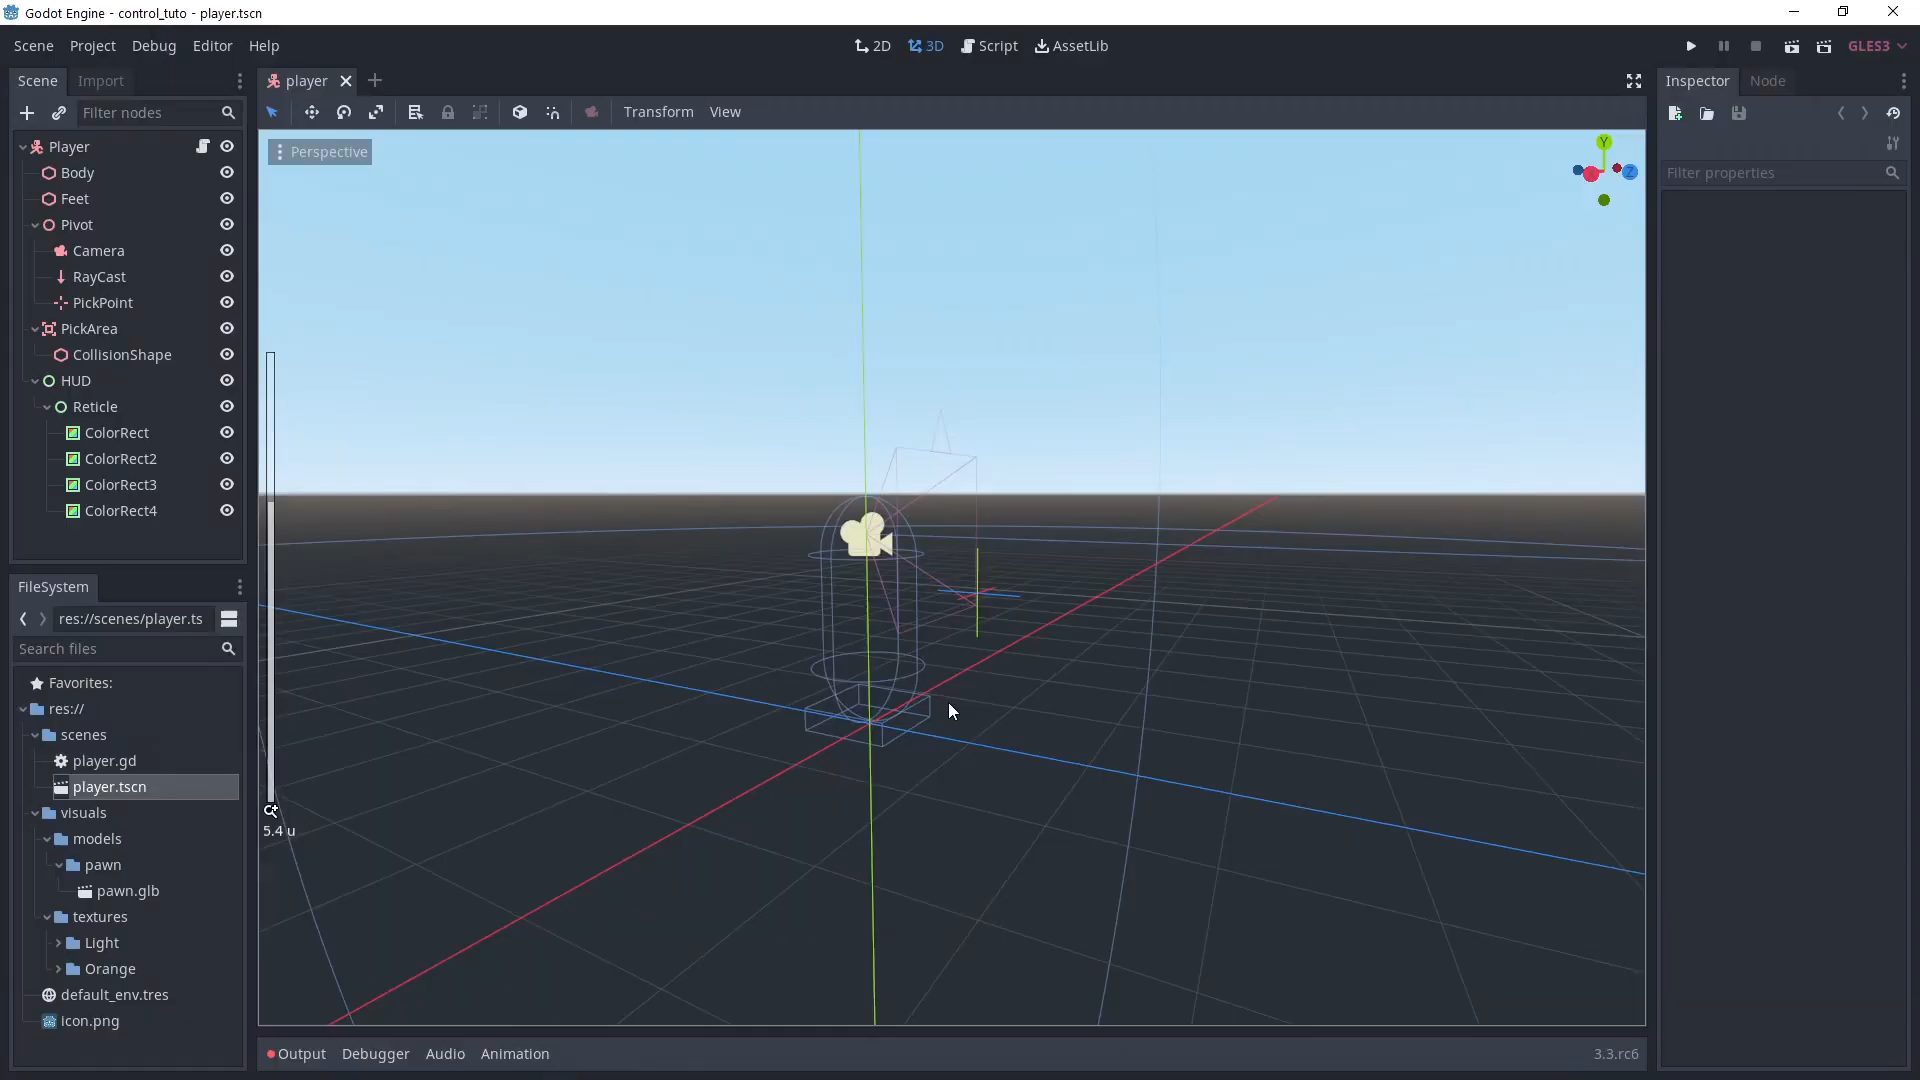 Godot Engine - control_tuto - player.tscn
Scene Project Debug Editor Help
2D 3D Script AssetLib
GLES3
Scene Import
Filter nodes
Player
Body
Feet
Pivot
Camera
RayCast
PickPoint
PickArea
CollisionShape
HUD
Reticle
ColorRect
ColorRect2
ColorRect3
ColorRect4
FileSystem
res://scenes/player.ts
Search files
Favorites:
res://
scenes
player.gd
player.tscn
visuals
models
pawn
pawn.glb
textures
Light
Orange
default_env.tres
icon.png
player
Transform View
Perspective
Y
X
Z
5.4 u
Output Debugger Audio Animation
3.3.rc6
Inspector Node
Filter properties